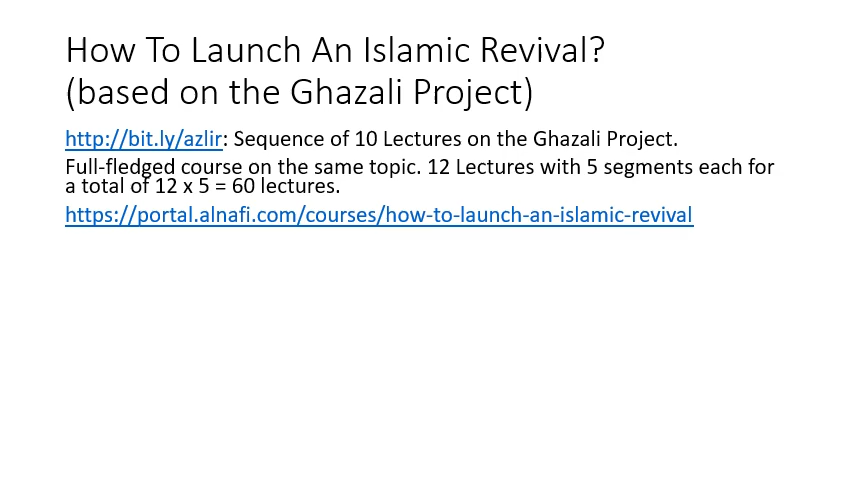 How To Launch An Islamic Revival?
(based on the Ghazali Project)
http://bit.ly/azlir: Sequence of 10 Lectures on the Ghazali Project.
Full-fledged course on the same topic. 12 Lectures with 5 segments each for
a total of 12 x 5 = 60 lectures.
https://portal.alnafi.com/courses/how-to-launch-an-islamic-revival